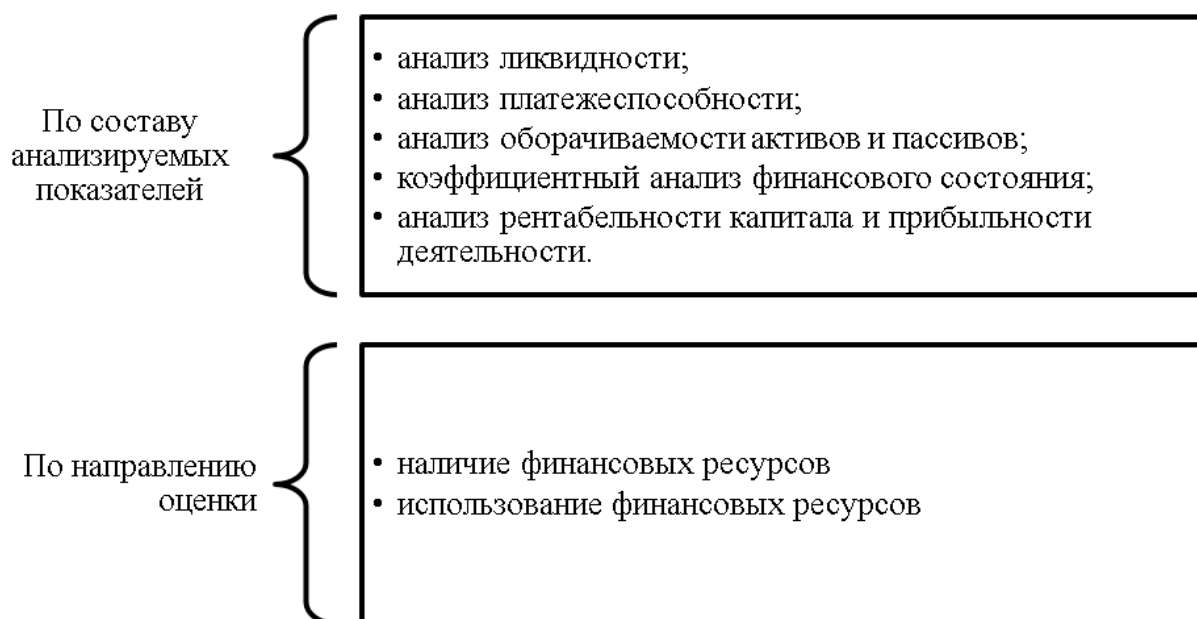 По составу
анализируемых
показателей
• анализ ликвидности;
• анализ платежеспособности;
• анализ оборачиваемости активов и пассивов;
• коэффициентный анализ финансового состояния;
• анализ рентабельности капитала и прибыльности
деятельности.
По направлению
оценки
• наличие финансовых ресурсов
• использование финансовых ресурсов